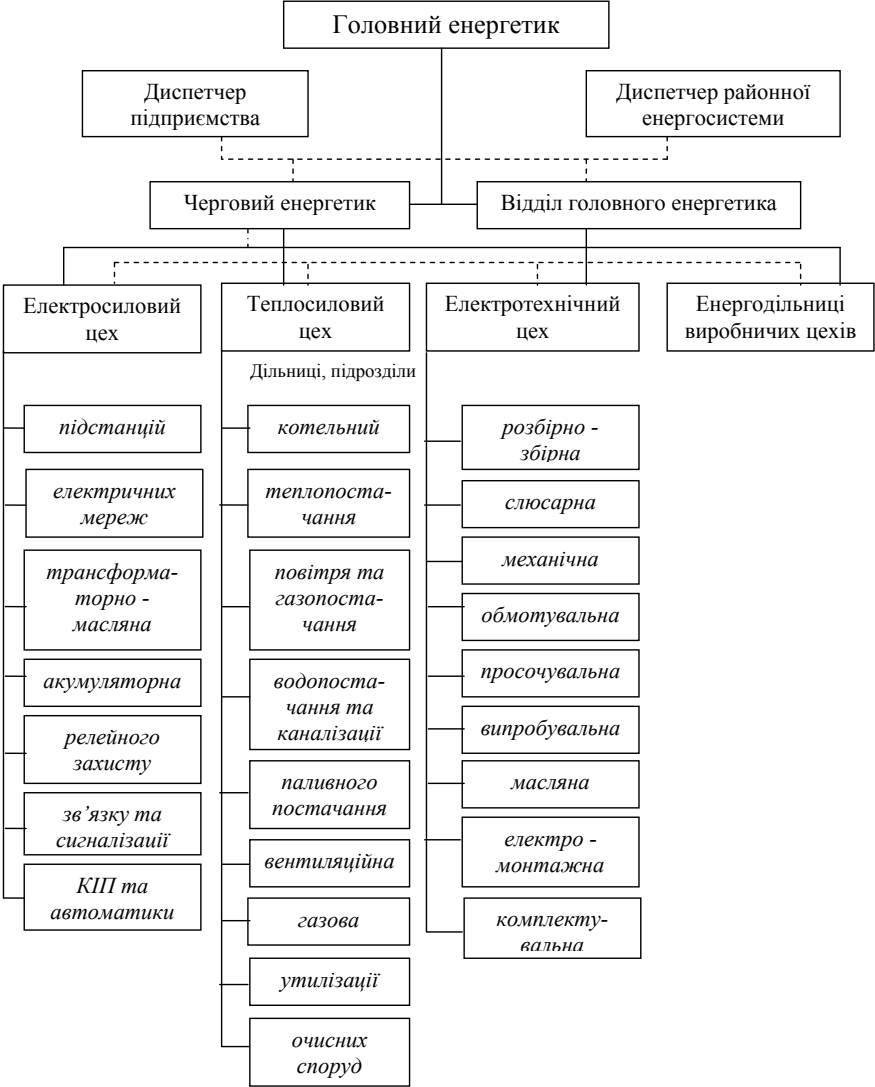 Головний енергетик
Диспетчер
підприємства
Диспетчер районної
енергосистеми
Черговий енергетик
Відділ головного енергетика
Електросиловий
цех
Теплосиловий
цех
Електротехнічний
цех
Енергодільниці
виробничих цехів
Дільниці, підрозділи
підстанцій
електричних
мереж
трансформа-
торно -
масляна
акумуляторна
релейного
захисту
зв’язку та
сигналізації
КІП та
автоматики
котельний
теплопоста-
чання
повітря та
газопоста-
чання
водопоста-
чання та
каналізації
паливного
постачання
вентиляційна
газова
утилізації
очисних
споруд
розбірно -
збірна
слюсарна
механічна
обмотувальна
просочувальна
випробувальна
масляна
електро -
монтажна
комплекту-
вальна